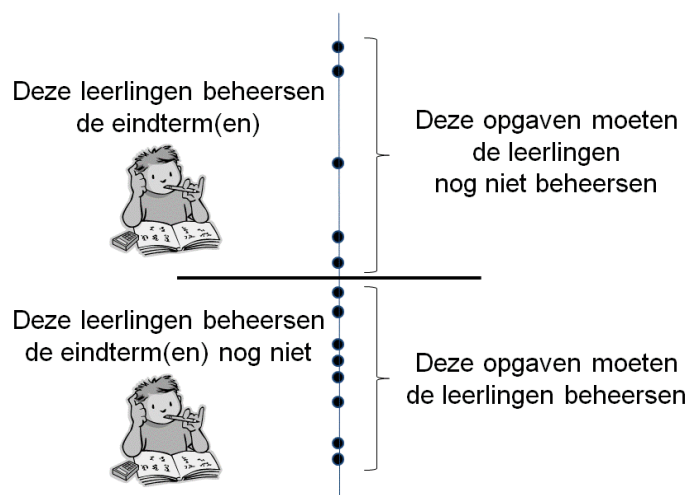 Deze leerlingen beheersen
de eindterm(en)
Deze opgaven moeten
de leerlingen
nog niet beheersen
Deze leerlingen beheersen
de eindterm(en) nog niet
Deze opgaven moeten
de leerlingen beheersen